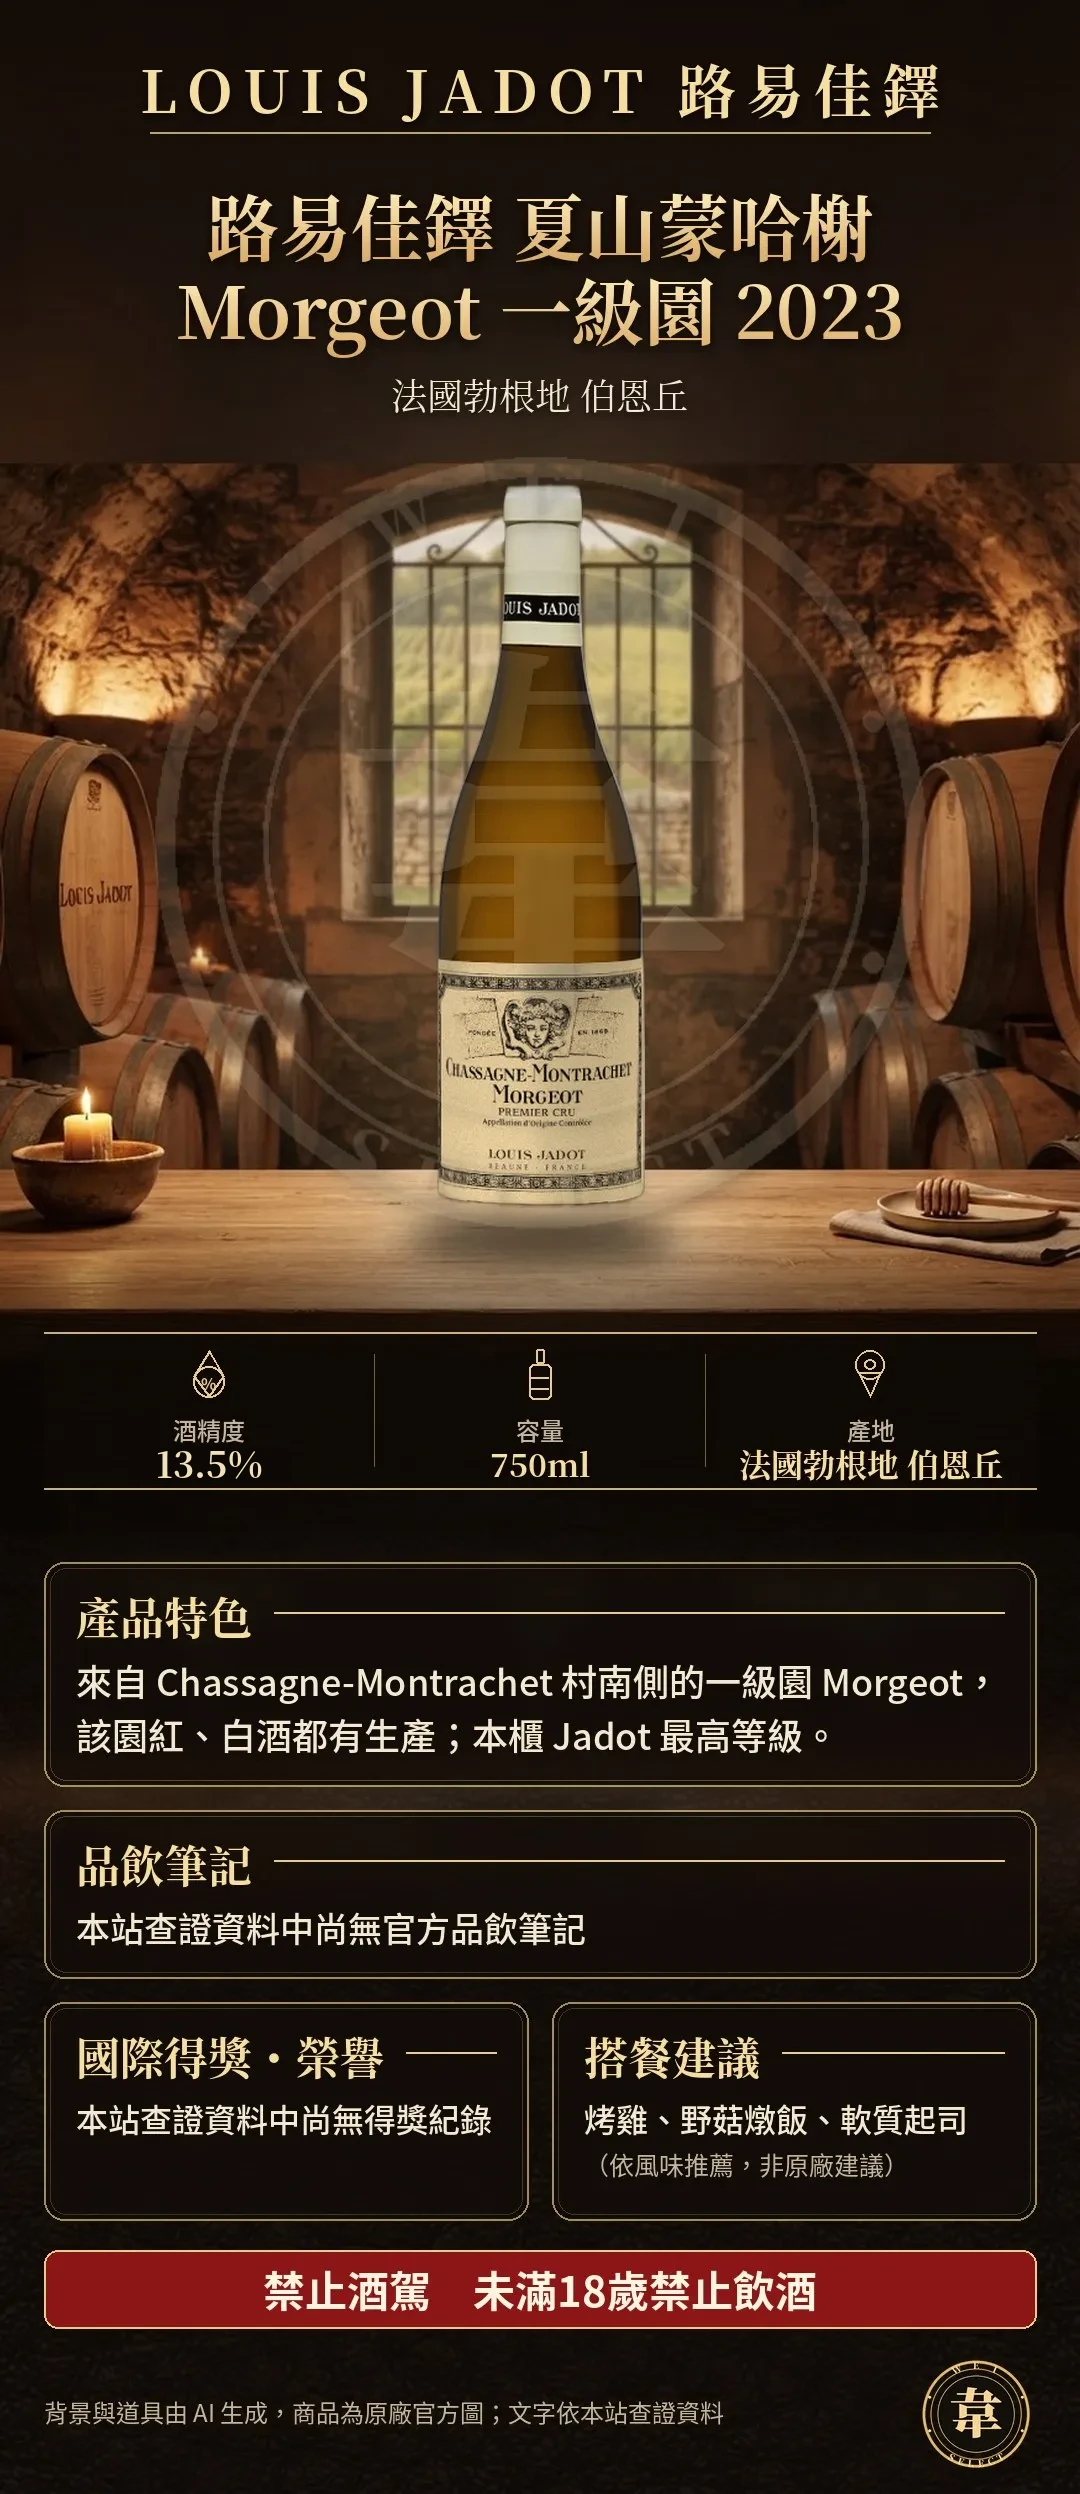 LOUIS JADOT 路易佳鐸
路易佳鐸 夏山蒙哈榭
Morgeot 一級園 2023
法國勃根地 伯恩丘
OUIS JADOT
LOUIS JADOT
FONDÉE EN 1859
CHASSAGNE-MONTRACHET
MORGEOT
PREMIER CRU
Appellation d'Origine Contrôlée
LOUIS JADOT
BEAUNE · FRANCE
酒精度
13.5%
容量
750ml
產地
法國勃根地 伯恩丘
產品特色
來自 Chassagne-Montrachet 村南側的一級園 Morgeot，
該園紅、白酒都有生產；本櫃 Jadot 最高等級。
品飲筆記
本站查證資料中尚無官方品飲筆記
國際得獎・榮譽
本站查證資料中尚無得獎紀錄
搭餐建議
烤雞、野菇燉飯、軟質起司
（依風味推薦，非原廠建議）
禁止酒駕　未滿18歲禁止飲酒
背景與道具由 AI 生成，商品為原廠官方圖；文字依本站查證資料
WEI
韋
SELECT